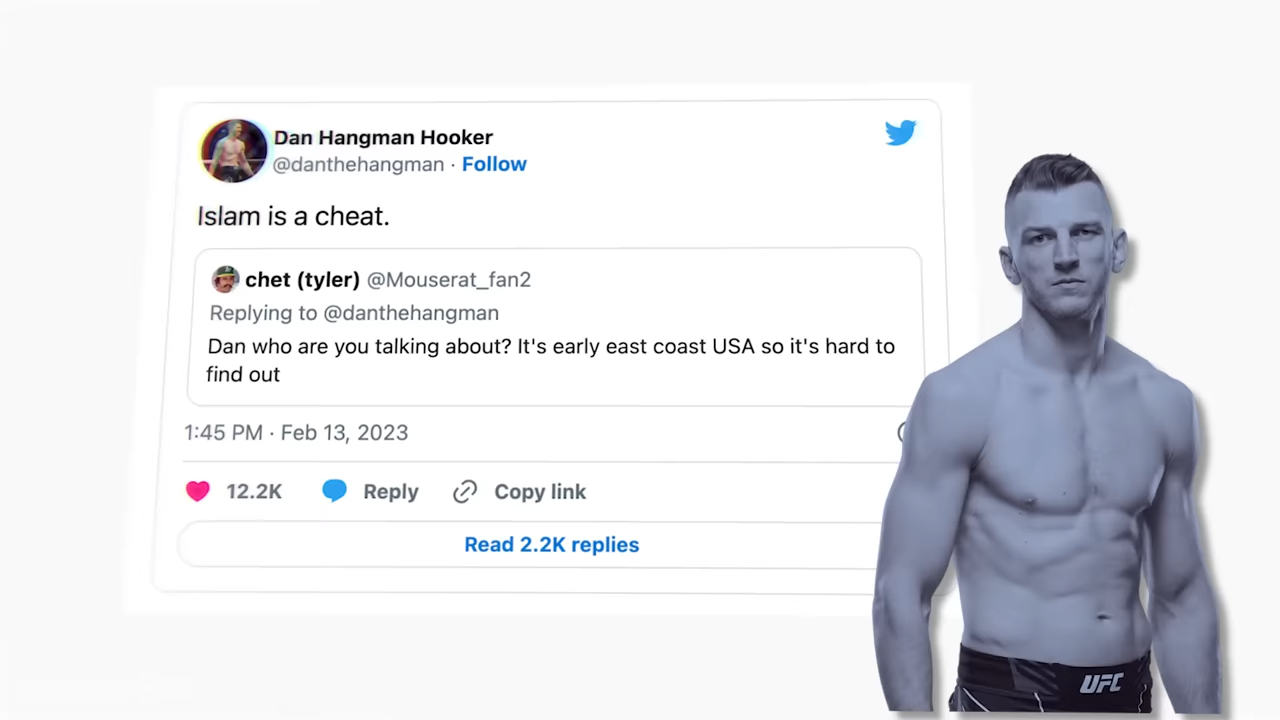 Dan Hangman Hooker
@danthehangman · Follow
Islam is a cheat.
chet (tyler) @Mouserat_fan2
Replying to @danthehangman
Dan who are you talking about? It's early east coast USA so it's hard to
find out
1:45 PM · Feb 13, 2023
12.2K Reply Copy link
Read 2.2K replies
UFC